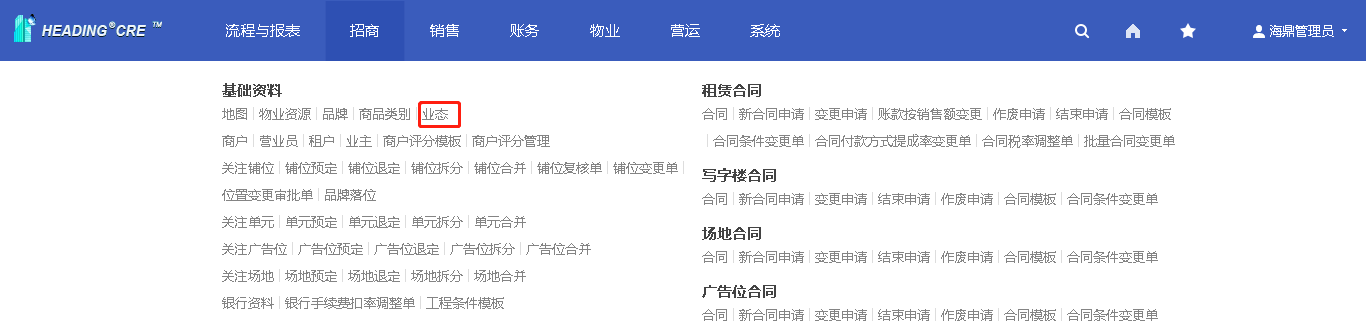 HEADING®CRE ™ 流程与报表 招商 销售 账务 物业 营运 系统 海鼎管理员
基础资料
地图 物业资源 品牌 商品类别 业态
商户 营业员 租户 业主 商户评分模板 商户评分管理
关注铺位 铺位预定 铺位退定 铺位拆分 铺位合并 铺位复核单 铺位变更单
位置变更审批单 品牌落位
关注单元 单元预定 单元退定 单元拆分 单元合并
关注广告位 广告位预定 广告位退定 广告位拆分 广告位合并
关注场地 场地预定 场地退定 场地拆分 场地合并
银行资料 银行手续费扣率调整单 工程条件模板
租赁合同
合同 新合同申请 变更申请 账款按销售额变更 作废申请 结束申请 合同模板
合同条件变更单 合同付款方式提成率变更单 合同税率调整单 批量合同变更单
写字楼合同
合同 新合同申请 变更申请 结束申请 作废申请 合同模板 合同条件变更单
场地合同
合同 新合同申请 变更申请 结束申请 作废申请 合同模板 合同条件变更单
广告位合同
合同 新合同申请 变更申请 结束申请 作废申请 合同模板 合同条件变更单